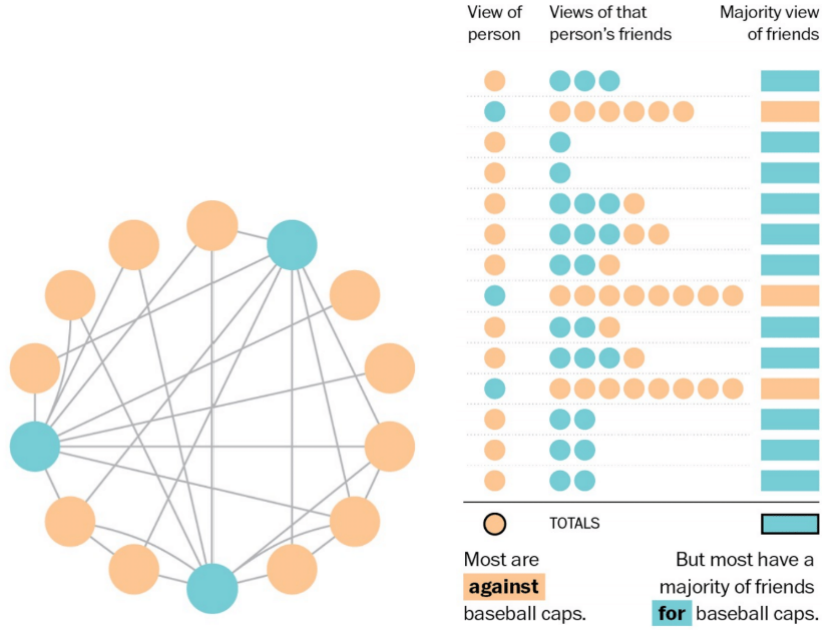 View of
person
Views of that
person's friends
Majority view
of friends
TOTALS
Most are
against
baseball caps.
But most have a
majority of friends
for baseball caps.